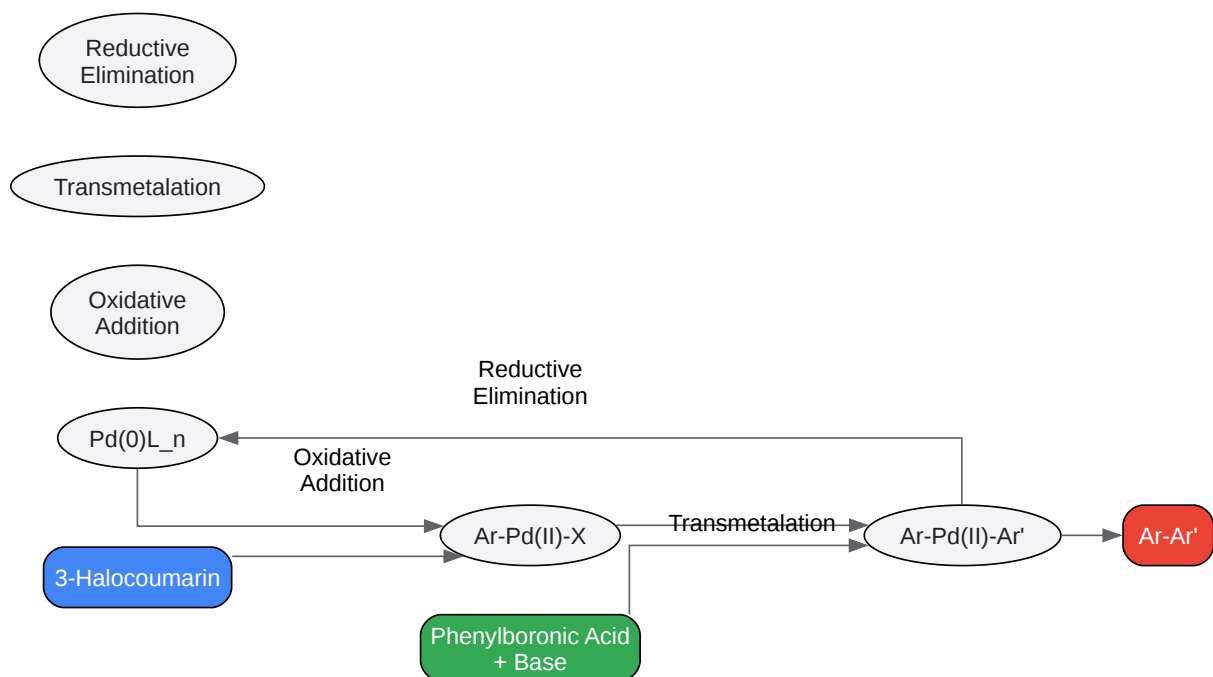 Reductive
Elimination
Transmetalation
Oxidative
Addition
Reductive
Elimination
Pd(0)L_n
Oxidative
Addition
Transmetalation
Ar-Pd(II)-X
Ar-Pd(II)-Ar'
Ar-Ar'
3-Halocoumarin
Phenylboronic Acid
+ Base